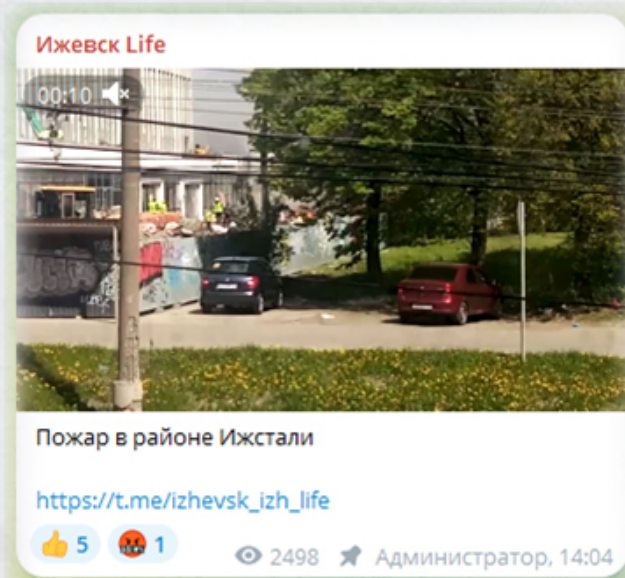 Ижевск Life
00:10
Пожар в районе Ижстали
https://t.me/izhevsk_izh_life
5 1
2498 Администратор, 14:04